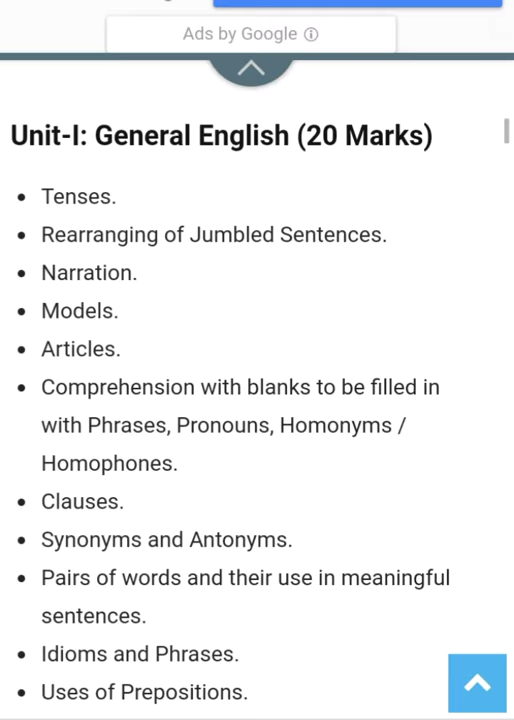 Ads by Google
Unit-I: General English (20 Marks)
• Tenses.
• Rearranging of Jumbled Sentences.
• Narration.
• Models.
• Articles.
• Comprehension with blanks to be filled in
with Phrases, Pronouns, Homonyms /
Homophones.
• Clauses.
• Synonyms and Antonyms.
• Pairs of words and their use in meaningful
sentences.
• Idioms and Phrases.
• Uses of Prepositions.